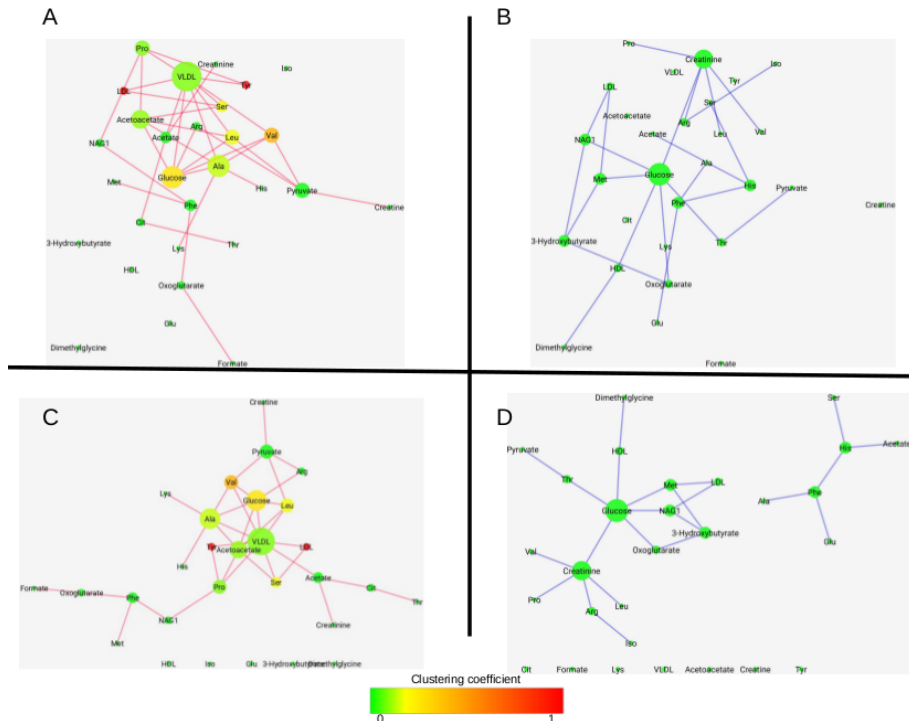 A
B
Pro
Creatinine
Iso
VLDL
Tyr
LDL
Ser
Acetoacetate
Arg
NAG1
Acetate
Leu
Val
Ala
Met
Glucose
His
Pyruvate
Phe
Creatine
Cit
3-Hydroxybutyrate
Lys
Thr
HDL
Oxoglutarate
Glu
Dimethylglycine
Formate
Pro
Creatinine
Iso
VLDL
Tyr
LDL
Ser
Acetoacetate
Arg
NAG1
Acetate
Leu
Val
Ala
Met
Glucose
His
Pyruvate
Phe
Creatine
Cit
3-Hydroxybutyrate
Lys
Thr
HDL
Oxoglutarate
Glu
Dimethylglycine
Formate
C
D
Creatine
Pyruvate
Arg
Val
Lys
Glucose
Leu
Ala
Tyr
VLDL
Acetoacetate
LDL
His
Formate
Oxoglutarate
Phe
Pro
Ser
Acetate
Cit
Thr
NAG1
Creatinine
Met
HDL
Iso
Glu
3-Hydroxybutyrate
Dimethylglycine
Dimethylglycine
Ser
Pyruvate
HDL
His
Acetate
Thr
Met
LDL
Phe
Ala
Glucose
NAG1
3-Hydroxybutyrate
Glu
Val
Oxoglutarate
Creatinine
Pro
Arg
Leu
Iso
Cit
Formate
Lys
VLDL
Acetoacetate
Creatine
Tyr
Clustering coefficient
0
1